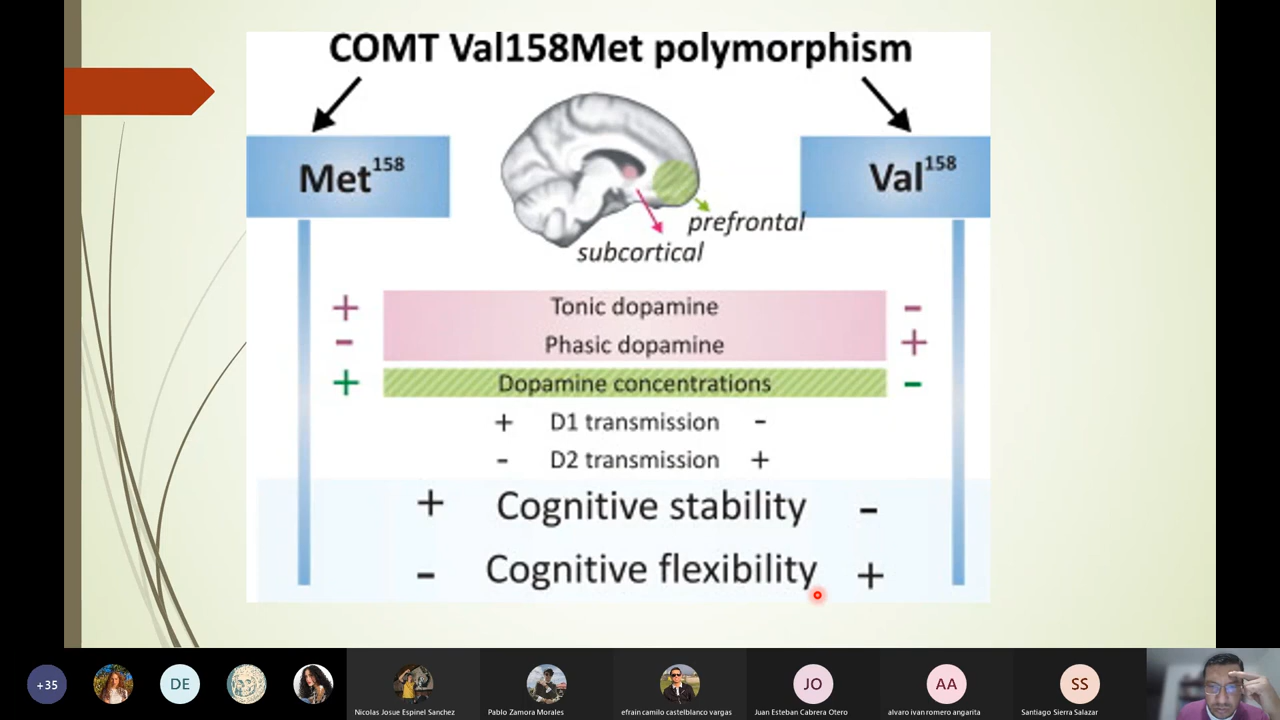 COMT Val158Met polymorphism
Met158
Val158
prefrontal
subcortical
+ Tonic dopamine -
- Phasic dopamine +
+ Dopamine concentrations -
+ D1 transmission -
- D2 transmission +
+ Cognitive stability -
- Cognitive flexibility +
+35
DE
JO
AA
SS
Nicolas Josue Espinel Sanchez
Pablo Zamora Morales
efrain camilo castelblanco vargas
Juan Esteban Cabrera Otero
alvaro ivan romero angarita
Santiago Sierra Salazar